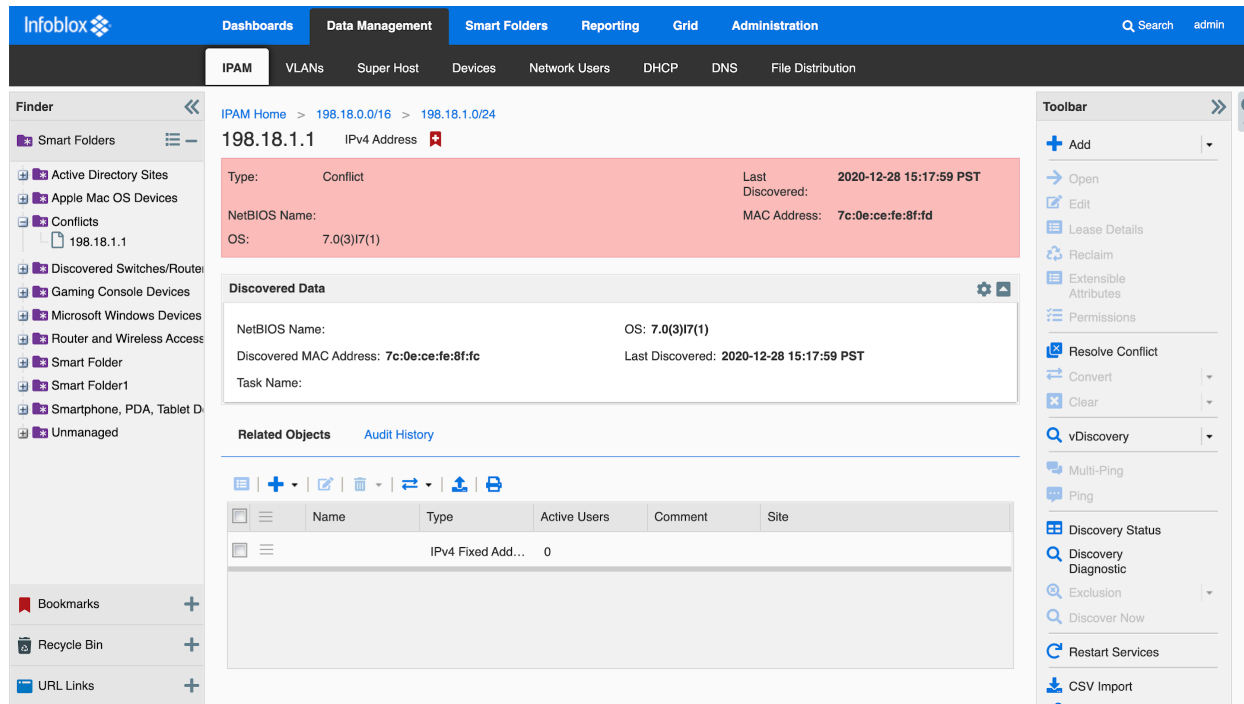 Infoblox
Dashboards Data Management Smart Folders Reporting Grid Administration Search admin
IPAM VLANs Super Host Devices Network Users DHCP DNS File Distribution
Finder
Smart Folders
Active Directory Sites
Apple Mac OS Devices
Conflicts
198.18.1.1
Discovered Switches/Router
Gaming Console Devices
Microsoft Windows Devices
Router and Wireless Access
Smart Folder
Smart Folder1
Smartphone, PDA, Tablet D
Unmanaged
Bookmarks
Recycle Bin
URL Links
IPAM Home > 198.18.0.0/16 > 198.18.1.0/24
198.18.1.1 IPv4 Address
Type: Conflict Last Discovered: 2020-12-28 15:17:59 PST
NetBIOS Name: MAC Address: 7c:0e:ce:fe:8f:fd
OS: 7.0(3)I7(1)
Discovered Data
NetBIOS Name: OS: 7.0(3)I7(1)
Discovered MAC Address: 7c:0e:ce:fe:8f:fc Last Discovered: 2020-12-28 15:17:59 PST
Task Name:
Related Objects Audit History
Name Type Active Users Comment Site
IPv4 Fixed Add... 0
Toolbar
Add
Open
Edit
Lease Details
Reclaim
Extensible
Attributes
Permissions
Resolve Conflict
Convert
Clear
vDiscovery
Multi-Ping
Ping
Discovery Status
Discovery
Diagnostic
Exclusion
Discover Now
Restart Services
CSV Import